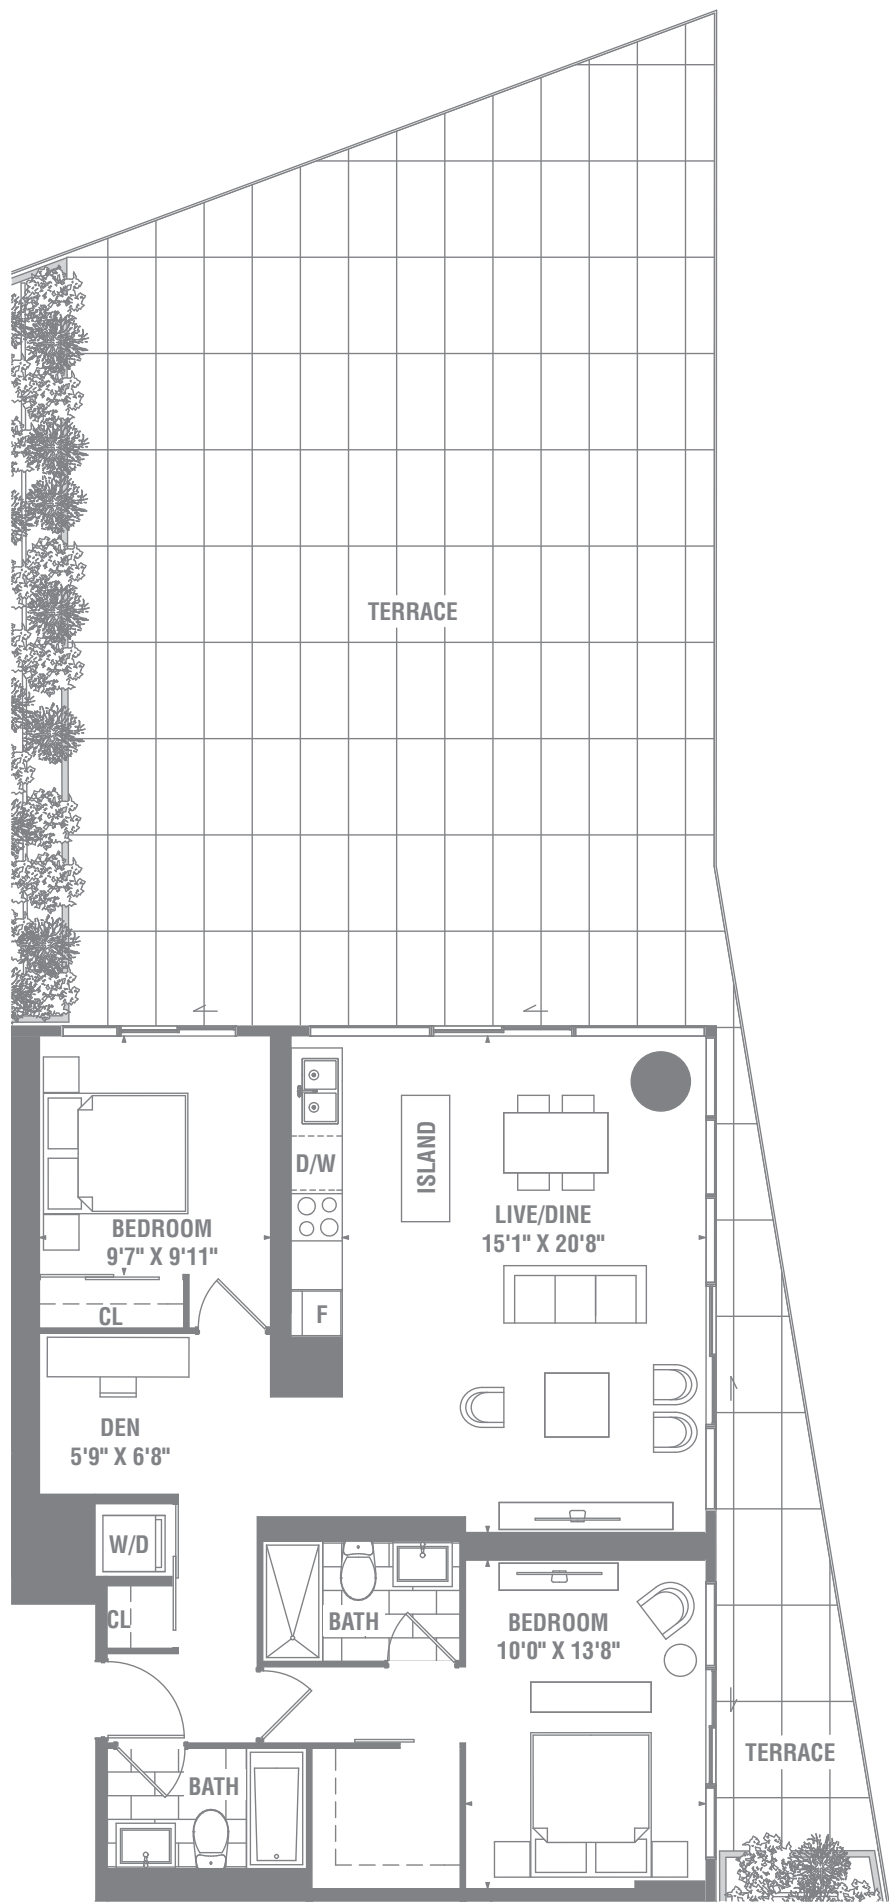 TERRACE
ISLAND
D/W
LIVE/DINE
15'1" X 20'8"
BEDROOM
9'7" X 9'11"
CL
F
DEN
5'9" X 6'8"
W/D
CL
BATH
BEDROOM
10'0" X 13'8"
TERRACE
BATH